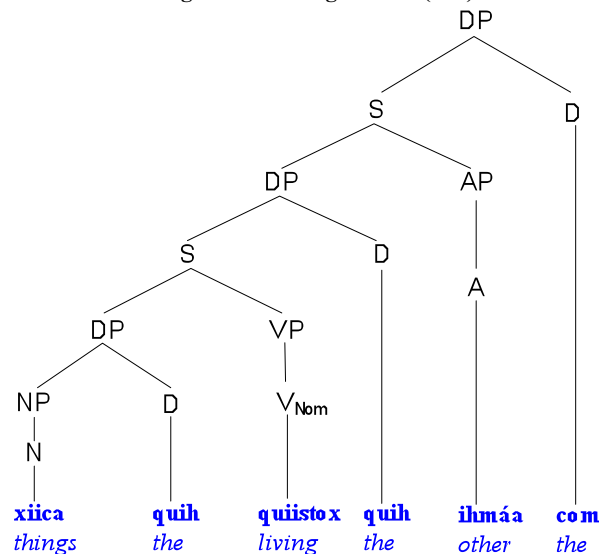 DP
S D
DP AP
S D
A
DP VP
NP D VNom
N
xiica quih quiistox quih ihmáa com
things the living the other the